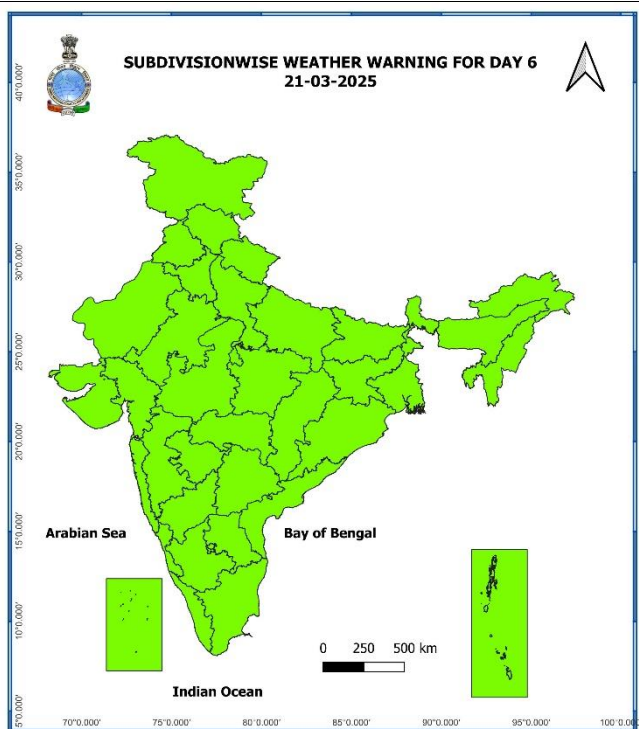 SUBDIVISIONWISE WEATHER WARNING FOR DAY 6
21-03-2025
40°0.000'
35°0.000'
30°0.000'
25°0.000'
20°0.000'
15°0.000'
10°0.000'
5°0.000'
Arabian Sea
Bay of Bengal
0 250 500 km
Indian Ocean
70°0.000' 75°0.000' 80°0.000' 85°0.000' 90°0.000' 95°0.000' 100°0.000'